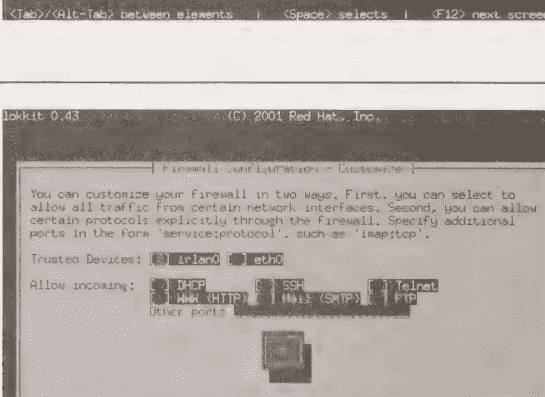 <Tab>/<Alt-Tab> between elements | <Space> selects | <F12> next screen
lokkit 0.43 (C) 2001 Red Hat, Inc.
Firewall Configuration - Customize
You can customize your firewall in two ways. First, you can select to
allow all traffic from certain network interfaces. Second, you can allow
certain protocols explicitly through the firewall. Specify additional
ports in the form 'service:protocol', such as 'imap:tcp'.
Trusted Devices: [ ] irlan0 [ ] eth0
Allow incoming: [ ] DHCP [ ] SSH [ ] Telnet
[ ] WWW (HTTP) [ ] Mail (SMTP) [ ] FTP
Other ports